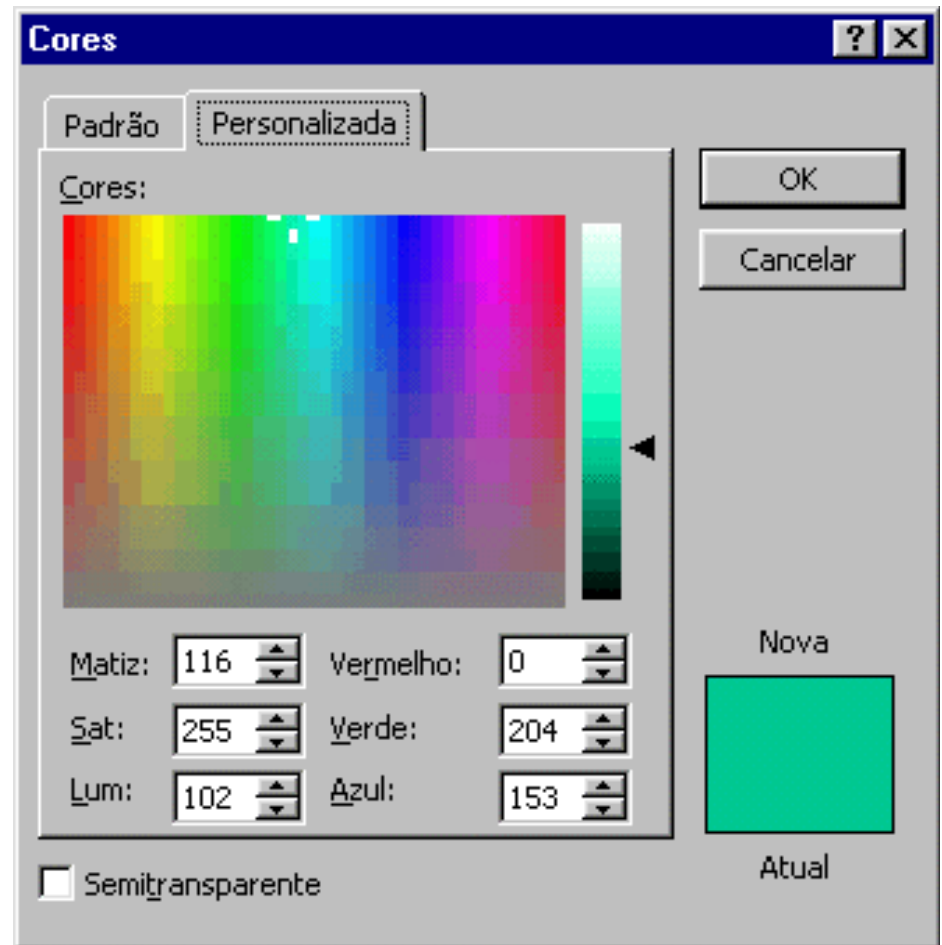 Cores
Padrão Personalizada
Cores:
OK
Cancelar
Matiz: 116 Vermelho: 0
Sat: 255 Verde: 204
Lum: 102 Azul: 153
Nova
Atual
Semitransparente